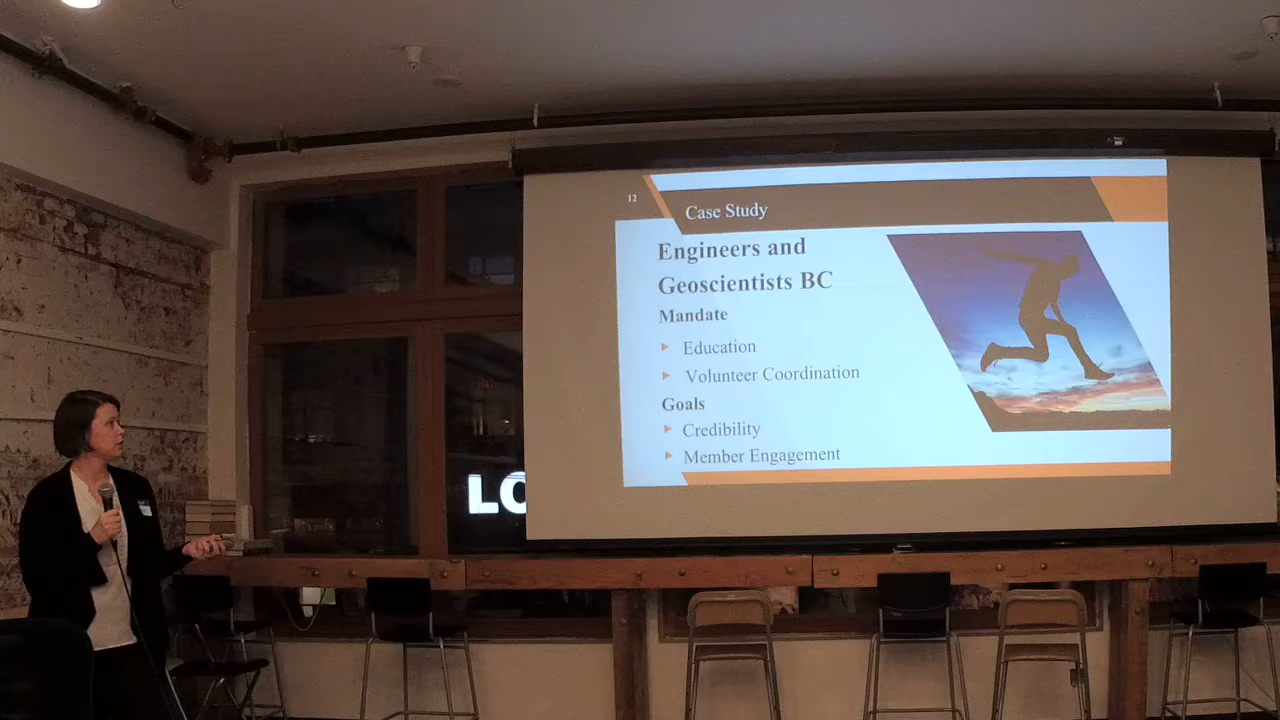 12
Case Study
Engineers and
Geoscientists BC
Mandate
Education
Volunteer Coordination
Goals
Credibility
Member Engagement
LO